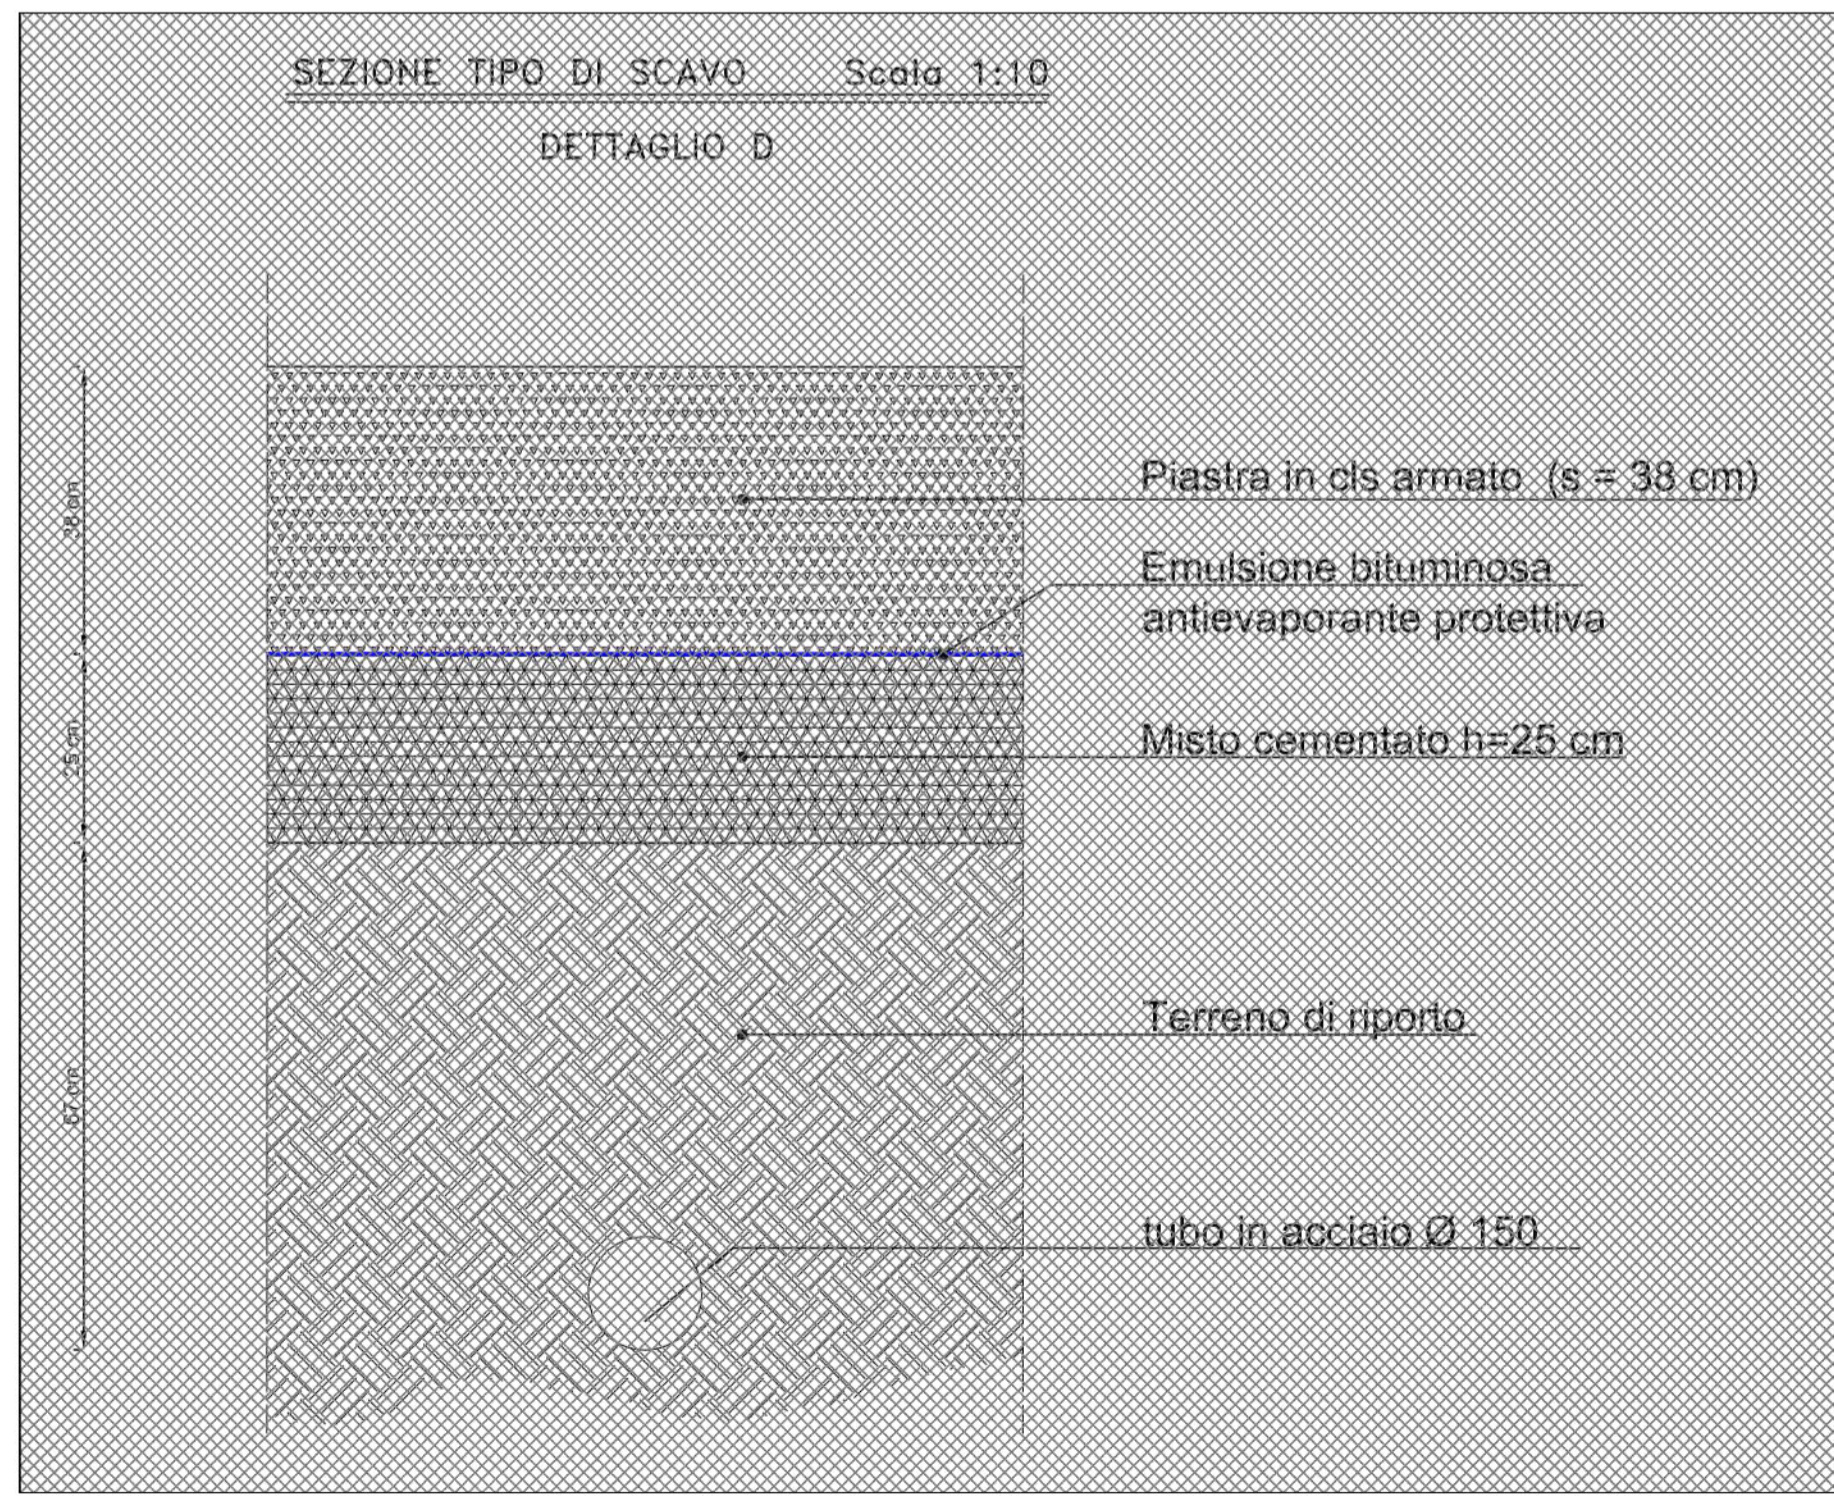 SEZIONE TIPO DI SCAVO Scala 1:10
DETTAGLIO D
38 cm
Piastra in cls armato (s = 38 cm)
Emulsione bituminosa
antievaporante protettiva
25 cm
Misto cementato h=25 cm
Terreno di riporto
67 cm
tubo in acciaio Ø 150